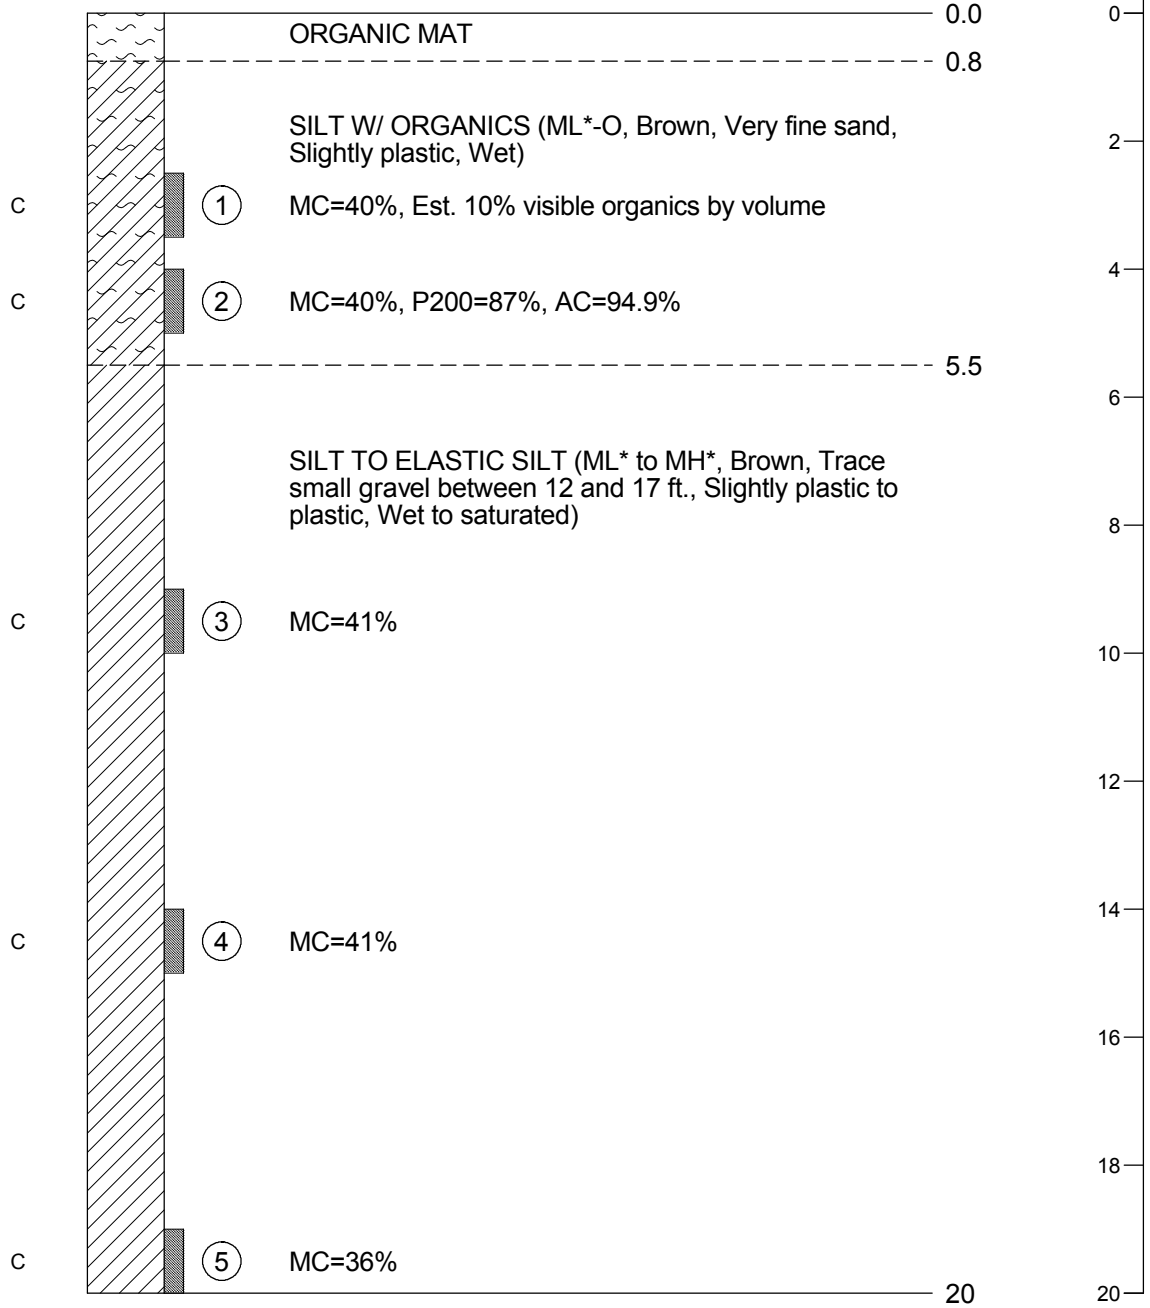 0.0
0
ORGANIC MAT
0.8
SILT W/ ORGANICS (ML*-O, Brown, Very fine sand,
Slightly plastic, Wet)
2
C 1 MC=40%, Est. 10% visible organics by volume
4
C 2 MC=40%, P200=87%, AC=94.9%
5.5
6
SILT TO ELASTIC SILT (ML* to MH*, Brown, Trace
small gravel between 12 and 17 ft., Slightly plastic to
plastic, Wet to saturated)
8
C 3 MC=41%
10
12
14
C 4 MC=41%
16
18
C 5 MC=36%
20
20